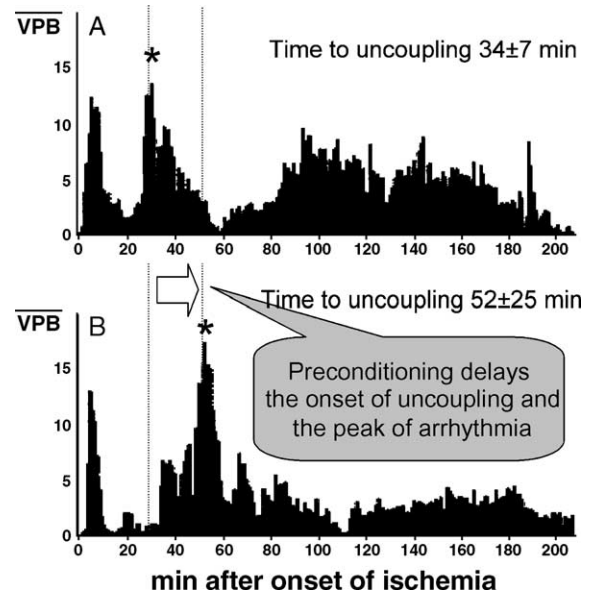 VPB A
Time to uncoupling 34±7 min
*
15
10
5
0
0 20 40 60 80 100 120 140 160 180 200
Time to uncoupling 52±25 min
VPB B
*
15
10
5
0
Preconditioning delays
the onset of uncoupling and
the peak of arrhythmia
0 20 40 60 80 100 120 140 160 180 200
min after onset of ischemia